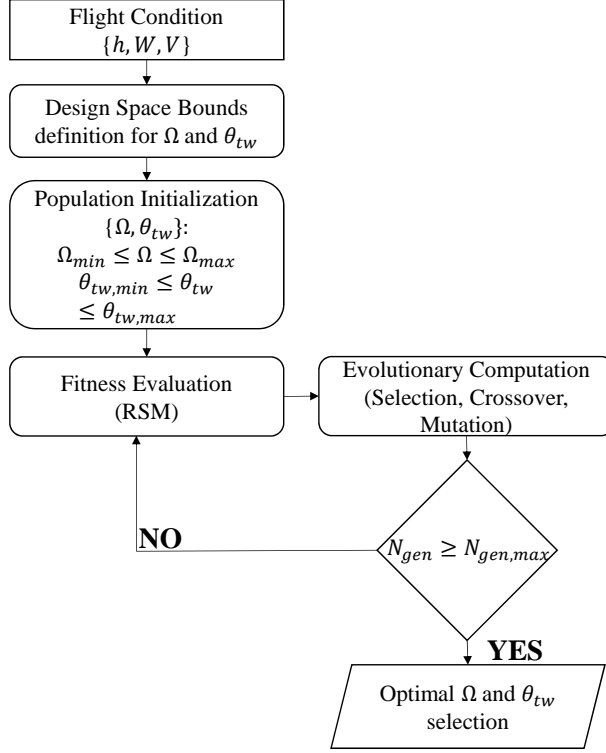 Flight Condition
{h, W, V}
Design Space Bounds
definition for Ω and θ_tw
Population Initialization
{Ω, θ_tw}:
Ω_min ≤ Ω ≤ Ω_max
θ_tw,min ≤ θ_tw
≤ θ_tw,max
Fitness Evaluation
(RSM)
Evolutionary Computation
(Selection, Crossover,
Mutation)
NO
N_gen ≥ N_gen,max
YES
Optimal Ω and θ_tw
selection